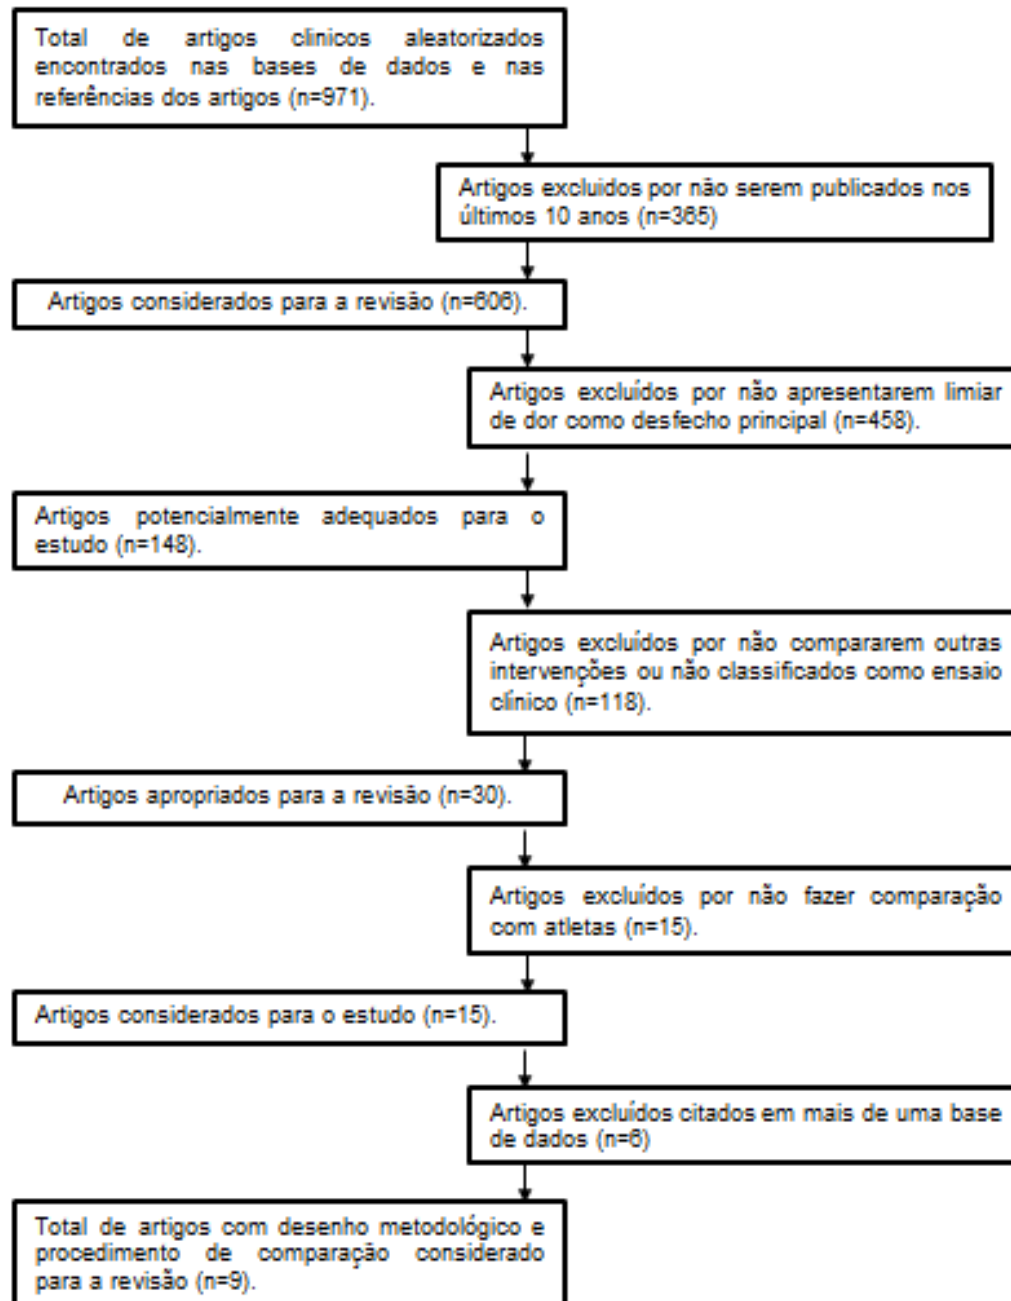 Total de artigos clinicos aleatorizados
encontrados nas bases de dados e nas
referências dos artigos (n=971).
Artigos excluidos por não serem publicados nos
últimos 10 anos (n=365)
Artigos considerados para a revisão (n=606).
Artigos excluídos por não apresentarem limiar
de dor como desfecho principal (n=458).
Artigos potencialmente adequados para o
estudo (n=148).
Artigos excluídos por não compararem outras
intervenções ou não classificados como ensaio
clínico (n=118).
Artigos apropriados para a revisão (n=30).
Artigos excluídos por não fazer comparação
com atletas (n=15).
Artigos considerados para o estudo (n=15).
Artigos excluídos citados em mais de uma base
de dados (n=6)
Total de artigos com desenho metodológico e
procedimento de comparação considerado
para a revisão (n=9).